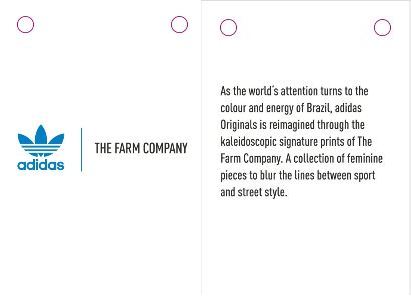 adidas
THE FARM COMPANY
As the world´s attention turns to the
colour and energy of Brazil, adidas
Originals is reimagined through the
kaleidoscopic signature prints of The
Farm Company. A collection of feminine
pieces to blur the lines between sport
and street style.